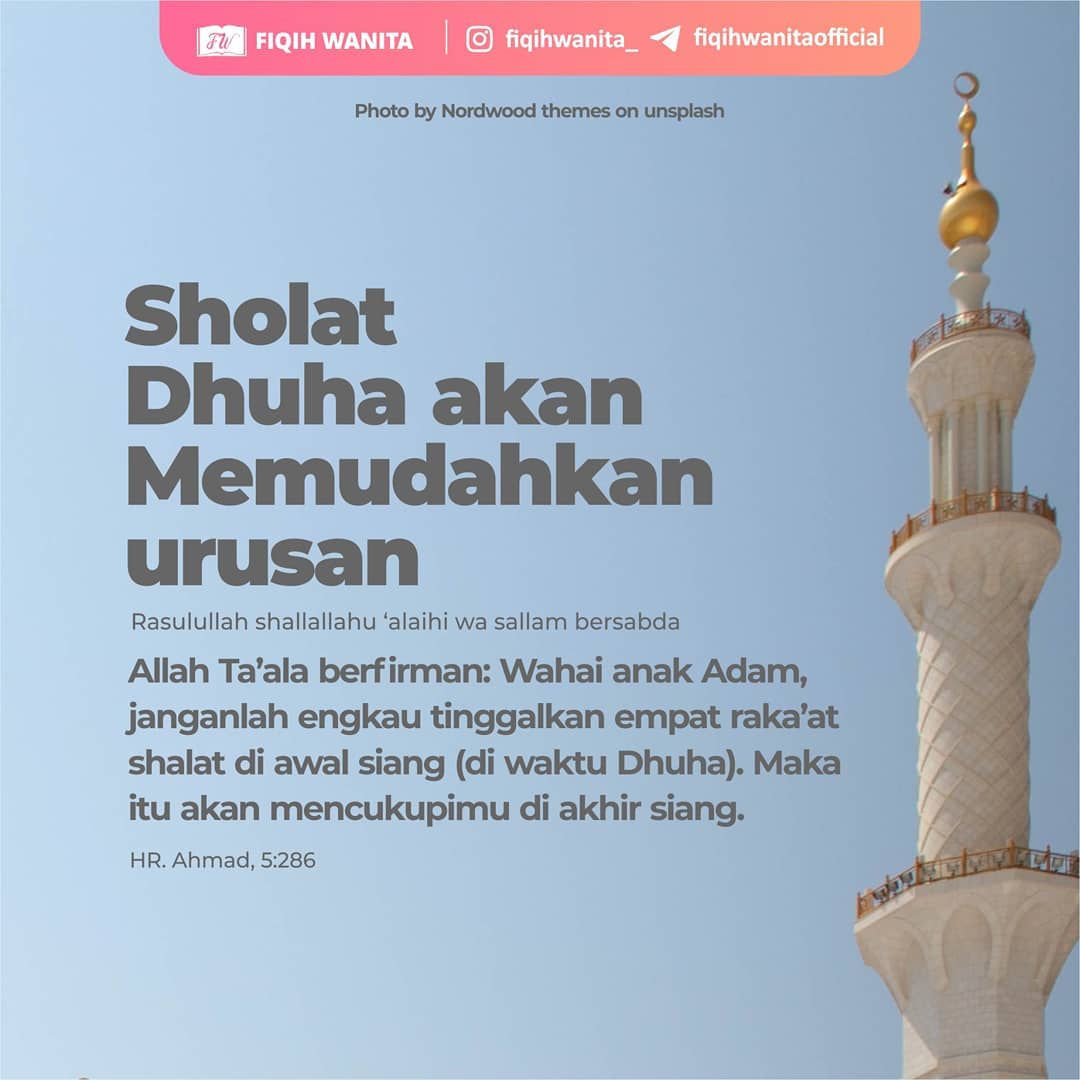 FW FIQIH WANITA fiqihwanita_ fiqihwanitaofficial
Photo by Nordwood themes on unsplash
Sholat
Dhuha akan
Memudahkan
urusan
Rasulullah shallallahu ‘alaihi wa sallam bersabda
Allah Ta’ala berfirman: Wahai anak Adam,
janganlah engkau tinggalkan empat raka’at
shalat di awal siang (di waktu Dhuha). Maka
itu akan mencukupimu di akhir siang.
HR. Ahmad, 5:286